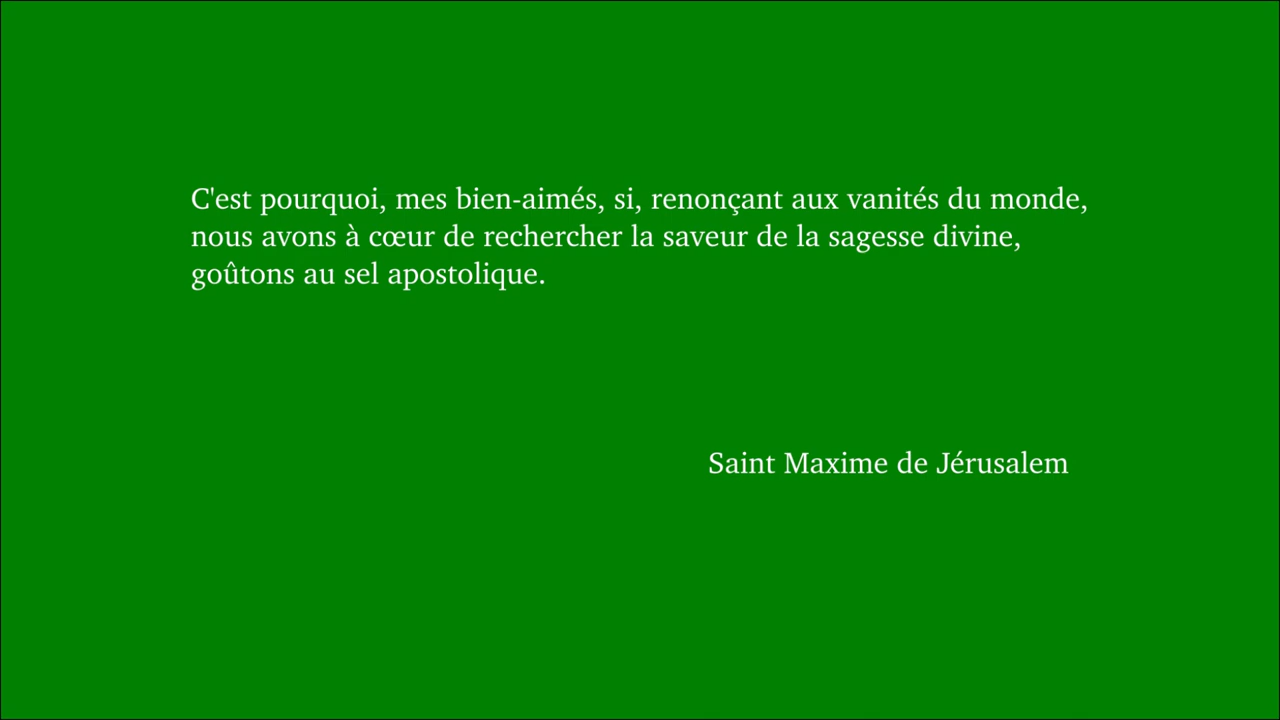 C'est pourquoi, mes bien-aimés, si, renonçant aux vanités du monde,
nous avons à cœur de rechercher la saveur de la sagesse divine,
goûtons au sel apostolique.
Saint Maxime de Jérusalem